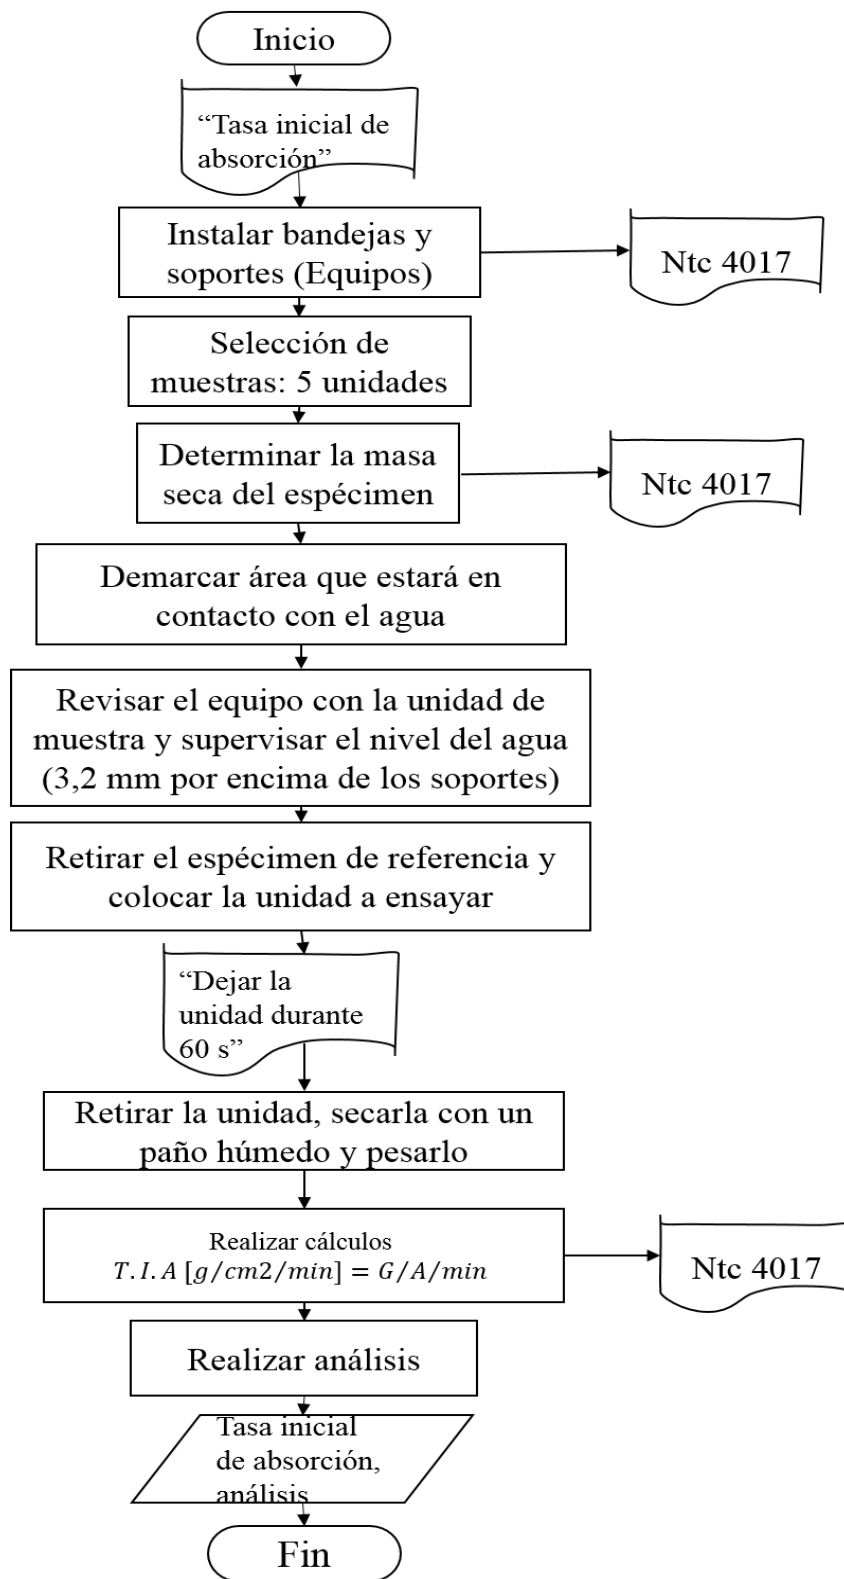 Inicio
“Tasa inicial de
absorción”
Instalar bandejas y
soportes (Equipos)
Ntc 4017
Selección de
muestras: 5 unidades
Determinar la masa
seca del espécimen
Ntc 4017
Demarcar área que estará en
contacto con el agua
Revisar el equipo con la unidad de
muestra y supervisar el nivel del agua
(3,2 mm por encima de los soportes)
Retirar el espécimen de referencia y
colocar la unidad a ensayar
“Dejar la
unidad durante
60 s”
Retirar la unidad, secarla con un
paño húmedo y pesarlo
Realizar cálculos
T.I.A [g/cm2/min] = G/A/min
Ntc 4017
Realizar análisis
Tasa inicial
de absorción,
análisis
Fin